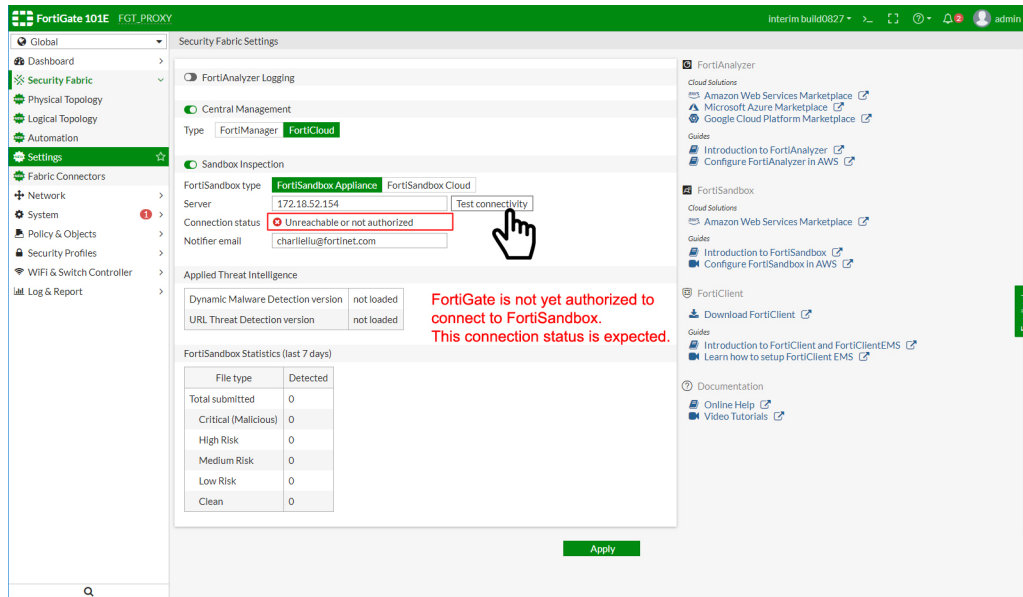 FortiGate 101E FGT_PROXY
interim build0827
>_
2
admin
Global
Security Fabric Settings
Dashboard
Security Fabric
Physical Topology
Logical Topology
Automation
Settings
Fabric Connectors
Network
System 1
Policy & Objects
Security Profiles
WiFi & Switch Controller
Log & Report
FortiAnalyzer Logging
Central Management
Type FortiManager FortiCloud
Sandbox Inspection
FortiSandbox type FortiSandbox Appliance FortiSandbox Cloud
Server 172.18.52.154 Test connectivity
Connection status Unreachable or not authorized
Notifier email charlieliu@fortinet.com
Applied Threat Intelligence
Dynamic Malware Detection version not loaded
URL Threat Detection version not loaded
FortiGate is not yet authorized to
connect to FortiSandbox.
This connection status is expected.
FortiSandbox Statistics (last 7 days)
File type Detected
Total submitted 0
Critical (Malicious) 0
High Risk 0
Medium Risk 0
Low Risk 0
Clean 0
Apply
FortiAnalyzer
Cloud Solutions
Amazon Web Services Marketplace
Microsoft Azure Marketplace
Google Cloud Platform Marketplace
Guides
Introduction to FortiAnalyzer
Configure FortiAnalyzer in AWS
FortiSandbox
Cloud Solutions
Amazon Web Services Marketplace
Guides
Introduction to FortiSandbox
Configure FortiSandbox in AWS
FortiClient
Download FortiClient
Guides
Introduction to FortiClient and FortiClientEMS
Learn how to setup FortiClient EMS
Documentation
Online Help
Video Tutorials